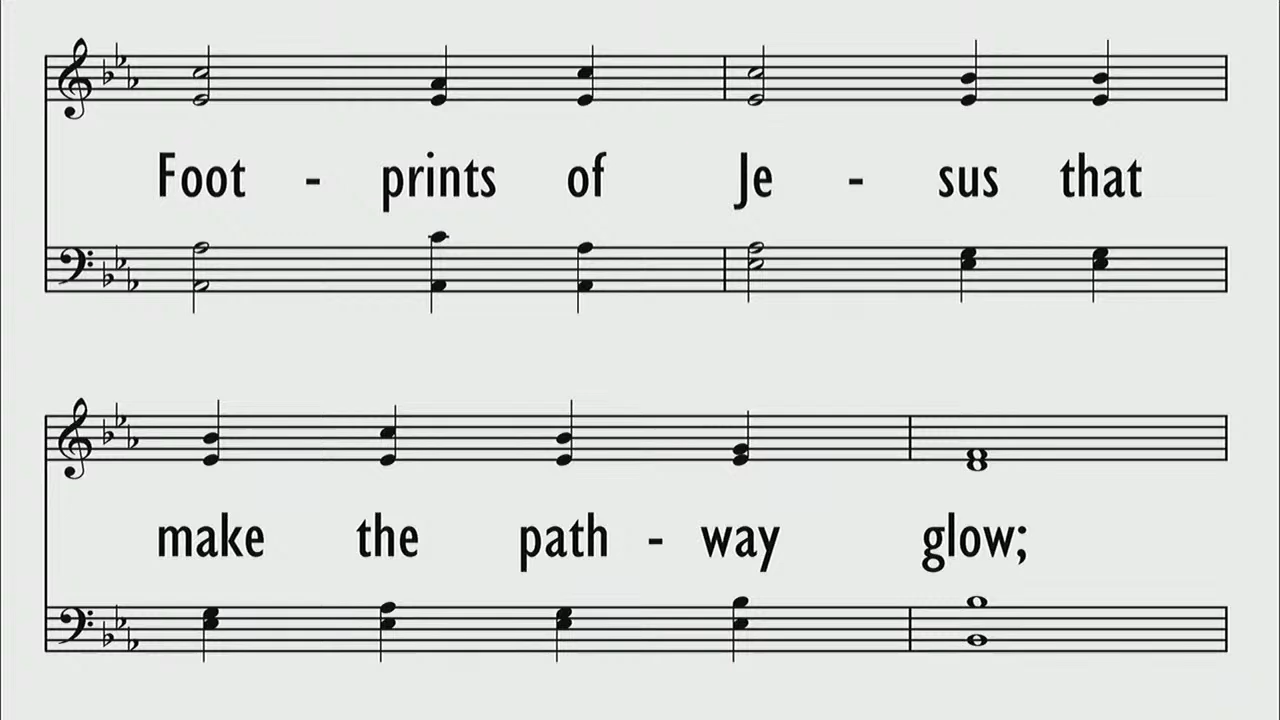 Foot - prints of Je - sus that
make the path - way glow;